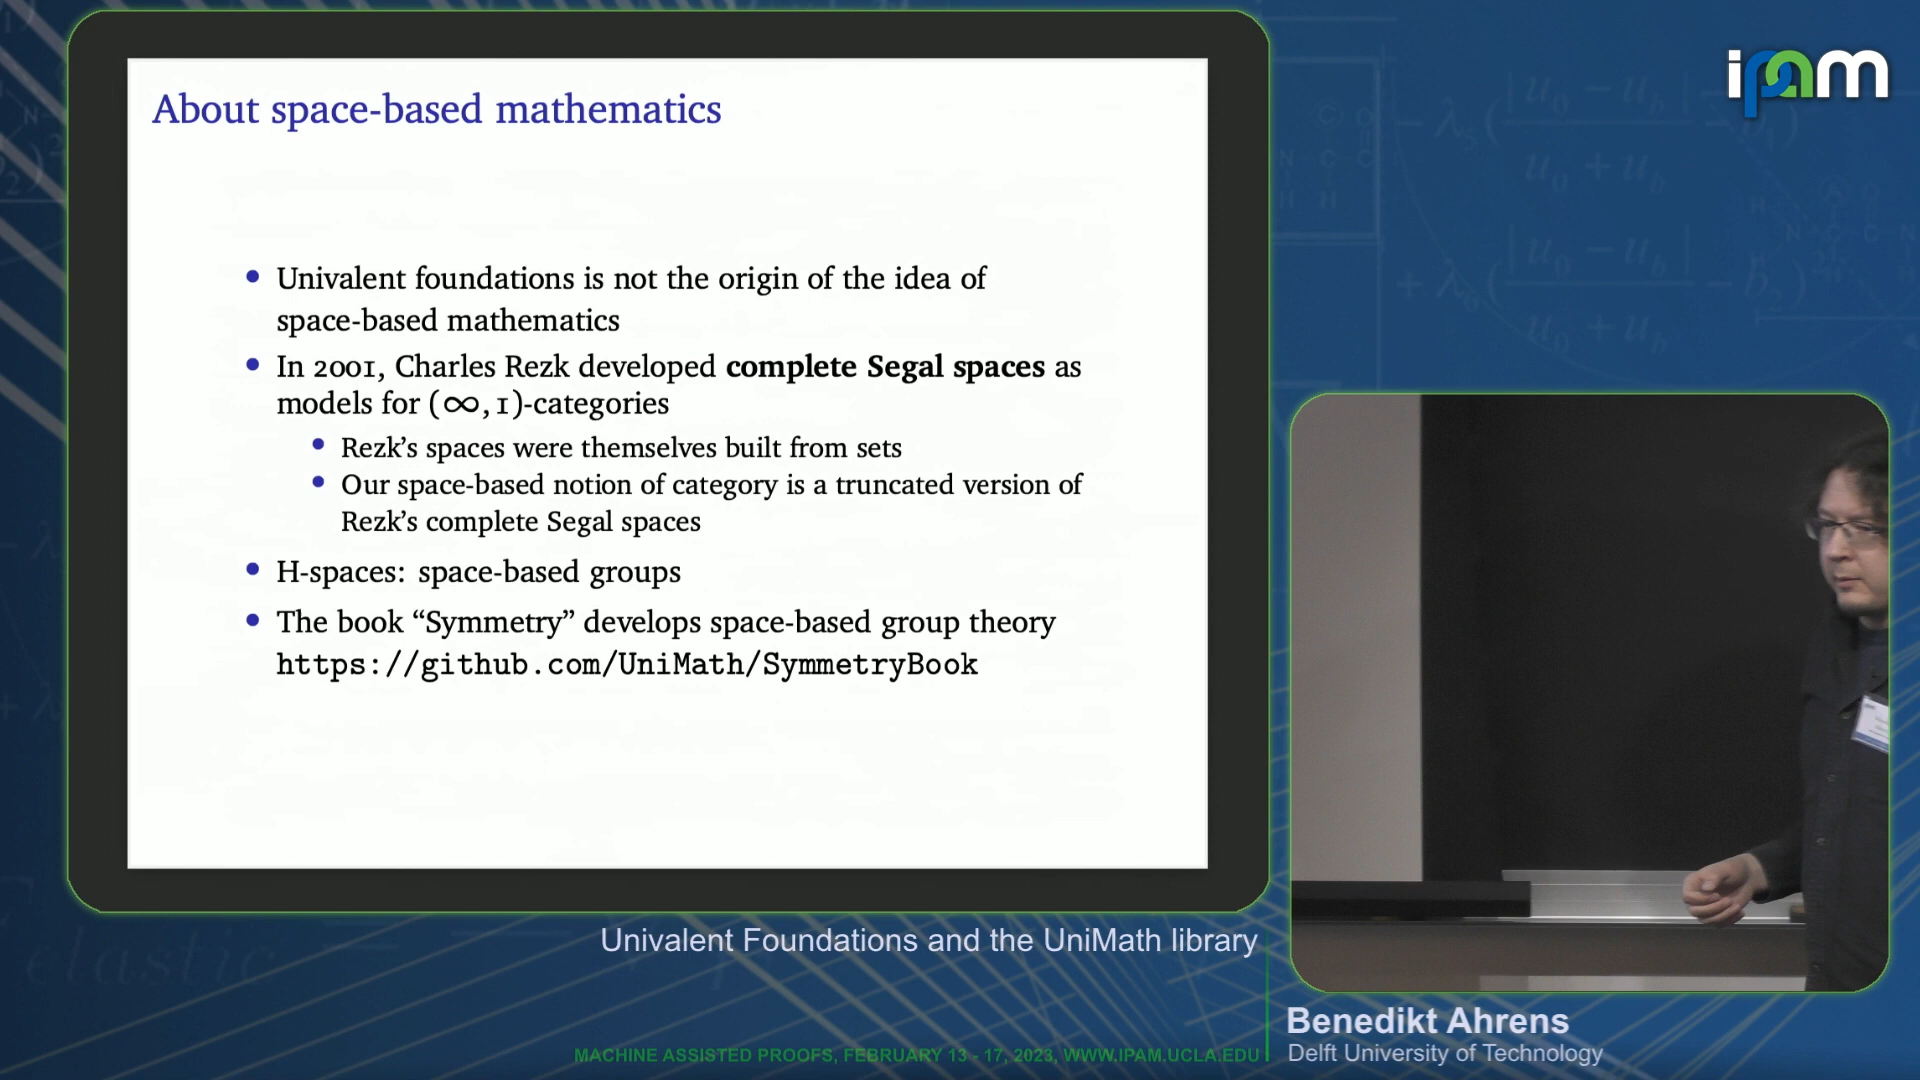 ipam
About space-based mathematics
• Univalent foundations is not the origin of the idea of
space-based mathematics
• In 2001, Charles Rezk developed complete Segal spaces as
models for (∞, 1)-categories
• Rezk’s spaces were themselves built from sets
• Our space-based notion of category is a truncated version of
Rezk’s complete Segal spaces
• H-spaces: space-based groups
• The book “Symmetry” develops space-based group theory
https://github.com/UniMath/SymmetryBook
Univalent Foundations and the UniMath library
Benedikt Ahrens
Delft University of Technology
MACHINE ASSISTED PROOFS, FEBRUARY 13 - 17, 2023, WWW.IPAM.UCLA.EDU
elastic